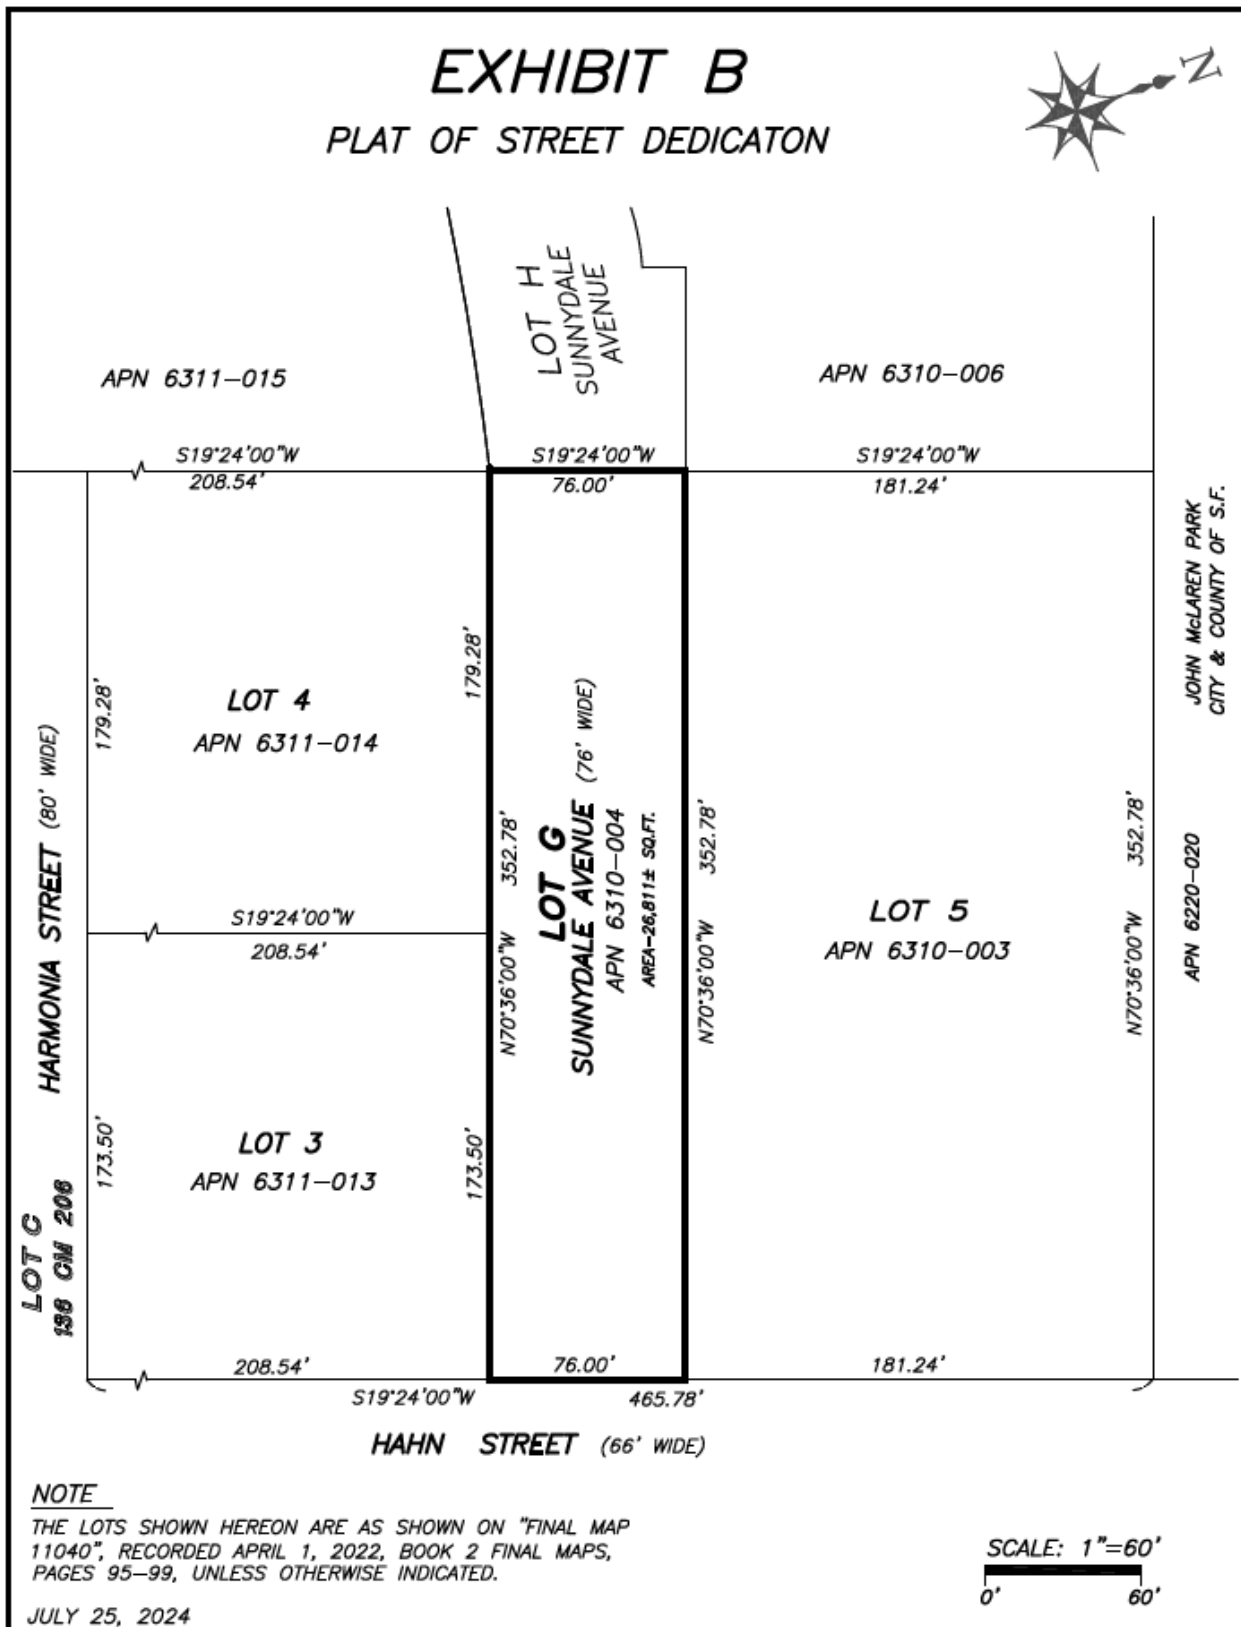 EXHIBIT B
PLAT OF STREET DEDICATON
N
LOT H
SUNNYDALE
AVENUE
APN 6311-015
APN 6310-006
S19°24'00"W
208.54'
S19°24'00"W
76.00'
S19°24'00"W
181.24'
JOHN McLAREN PARK
CITY & COUNTY OF S.F.
APN 6220-020
179.28'
LOT 4
APN 6311-014
179.28'
HARMONIA STREET (80' WIDE)
LOT G
SUNNYDALE AVENUE (76' WIDE)
APN 6310-004
AREA-26,811± SQ.FT.
N70°36'00"W 352.78'
N70°36'00"W 352.78'
LOT 5
APN 6310-003
N70°36'00"W 352.78'
S19°24'00"W
208.54'
173.50'
LOT 3
APN 6311-013
173.50'
LOT C
136 CM 206
208.54'
76.00'
181.24'
S19°24'00"W
465.78'
HAHN STREET (66' WIDE)
NOTE
THE LOTS SHOWN HEREON ARE AS SHOWN ON "FINAL MAP
11040", RECORDED APRIL 1, 2022, BOOK 2 FINAL MAPS,
PAGES 95-99, UNLESS OTHERWISE INDICATED.
JULY 25, 2024
SCALE: 1"=60'
0' 60'